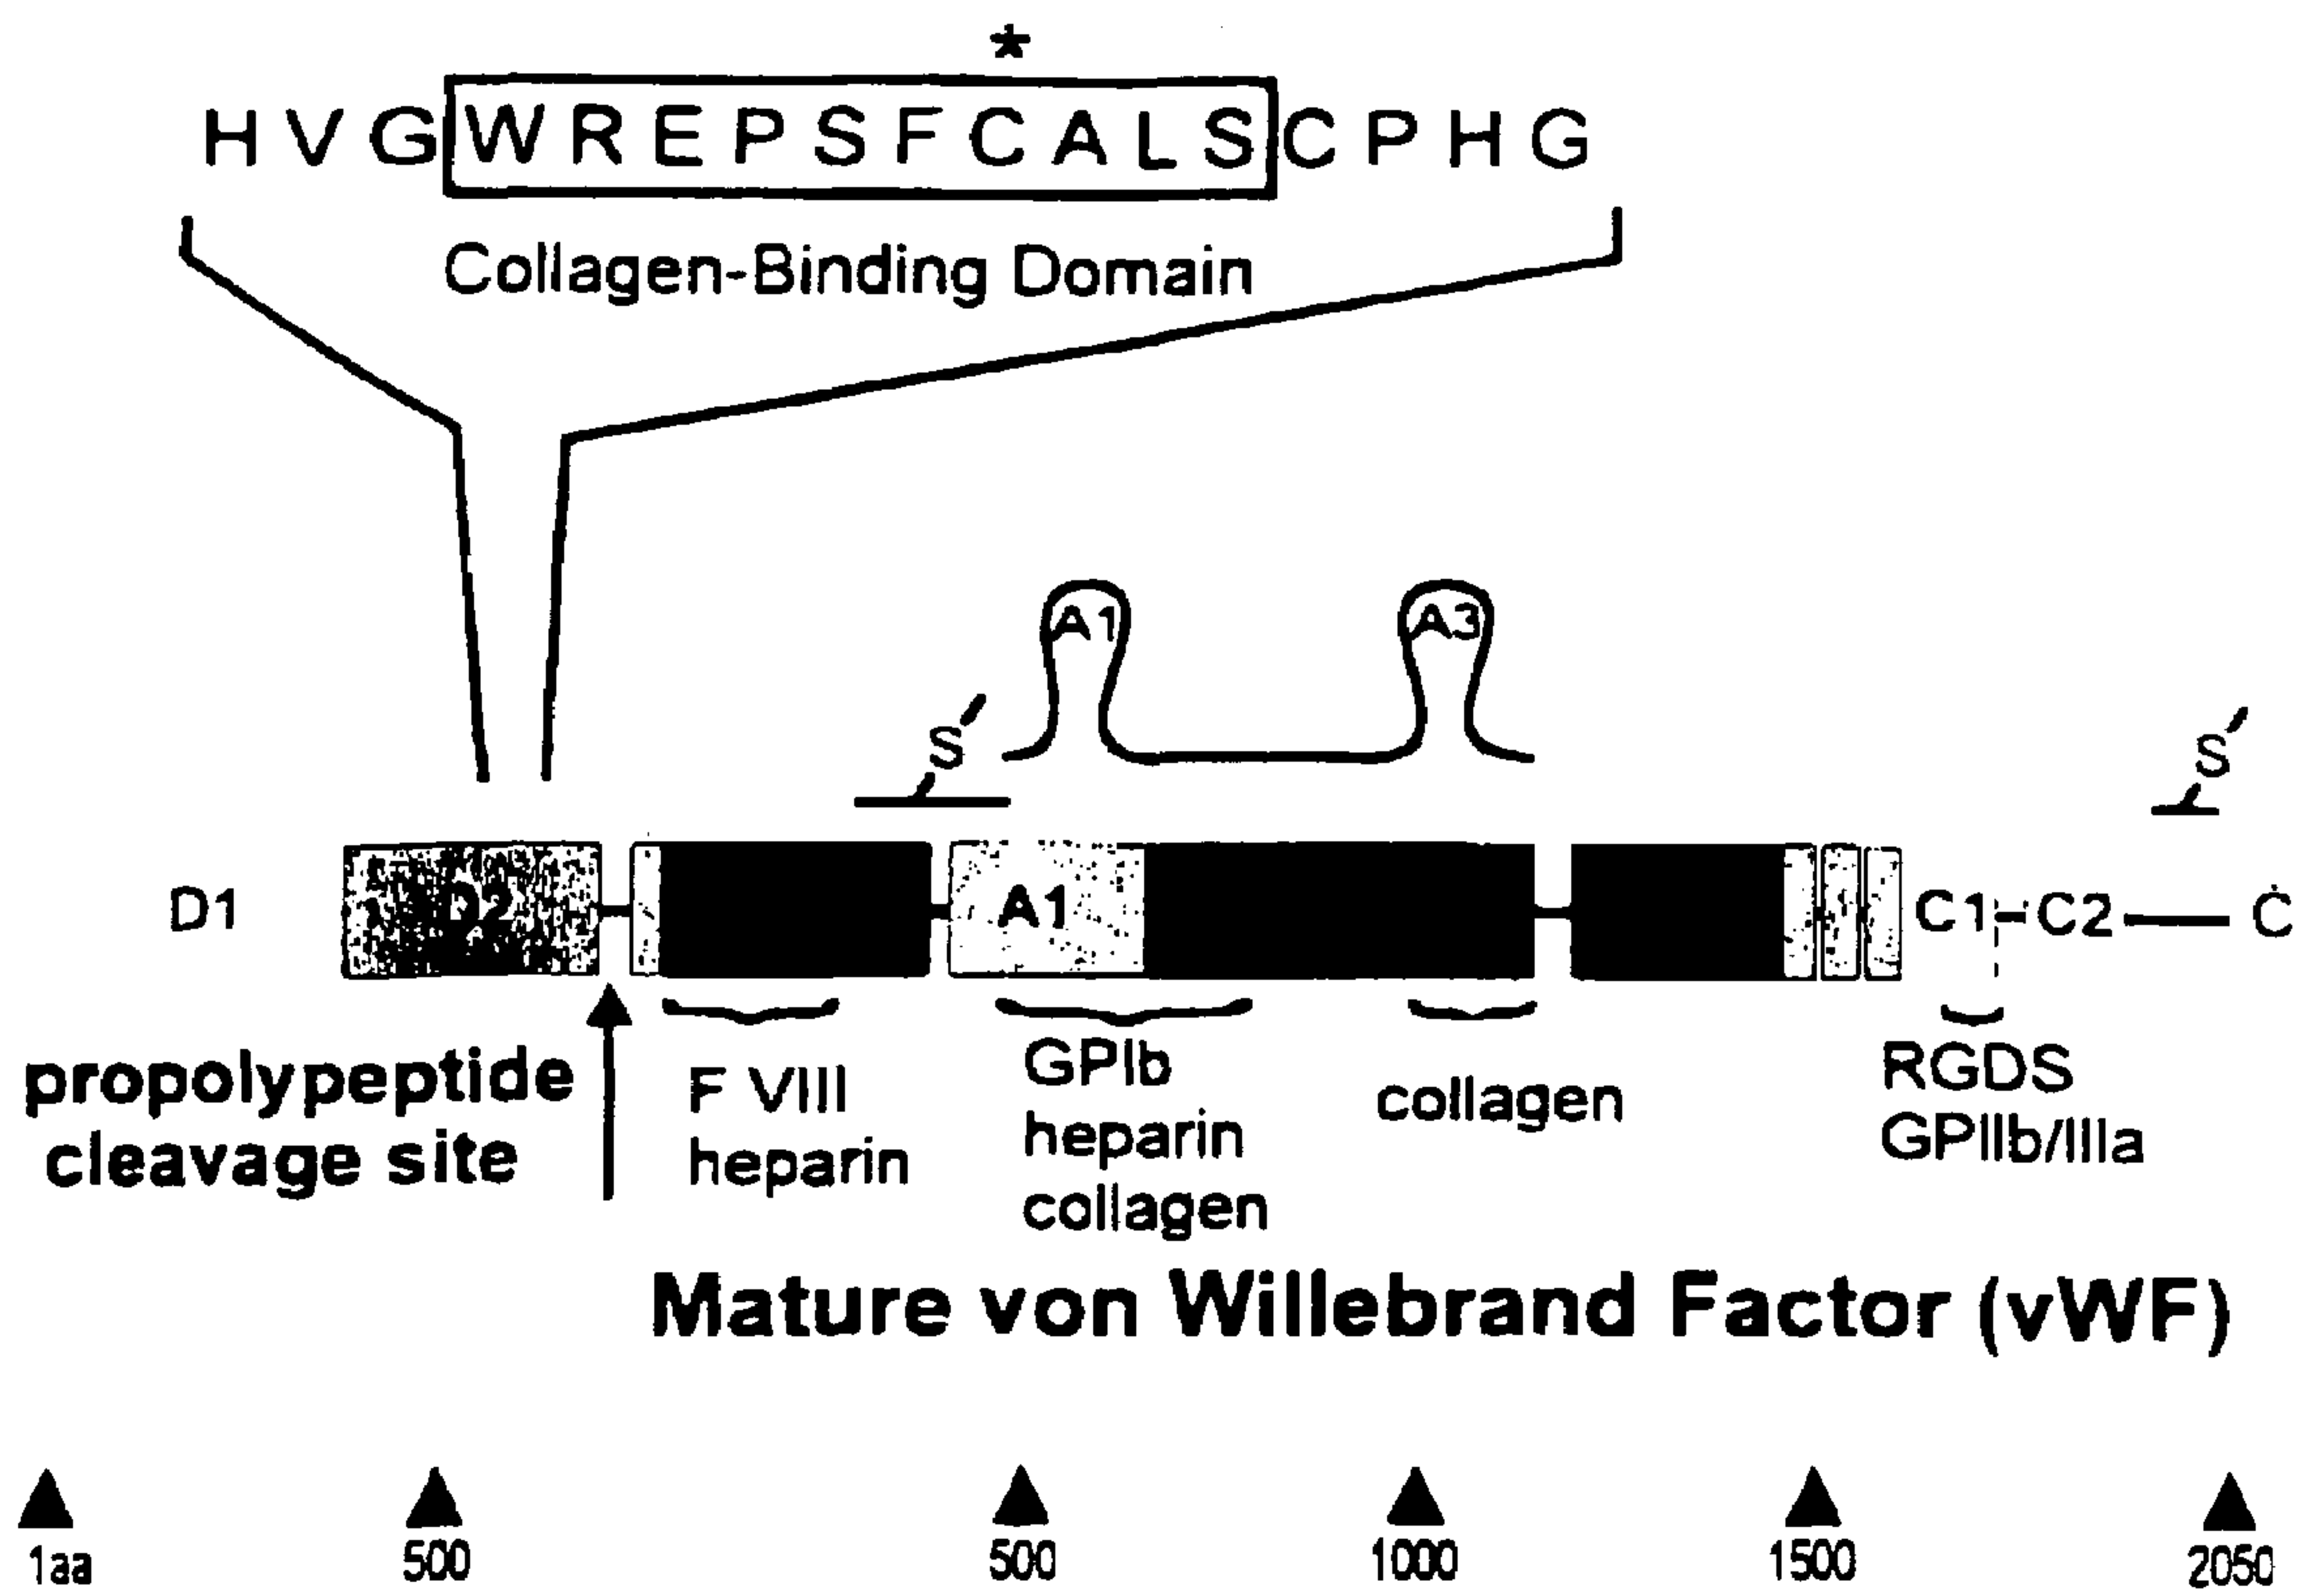 *
H V G W R E P S F C A L S C P H G
Collagen-Binding Domain
A1 A3
S S
D1 D2 A1 C1 C2 C
propolypeptide
cleavage site
F VIII
heparin
GPIb
heparin
collagen
collagen
RGDS
GPIIb/IIIa
Mature von Willebrand Factor (vWF)
1aa 500 500 1000 1500 2050